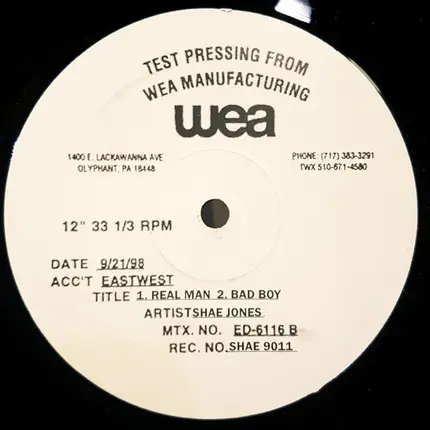 TEST PRESSING FROM
WEA MANUFACTURING
wea
1400 E. LACKAWANNA AVE
OLYPHANT, PA 18448
PHONE: (717) 383-3291
TWX 510-671-4580
12" 33 1/3 RPM
DATE 9/21/98
ACC'T EASTWEST
TITLE 1. REAL MAN 2. BAD BOY
ARTIST SHAE JONES
MTX. NO. ED-6116 B
REC. NO. SHAE 9011